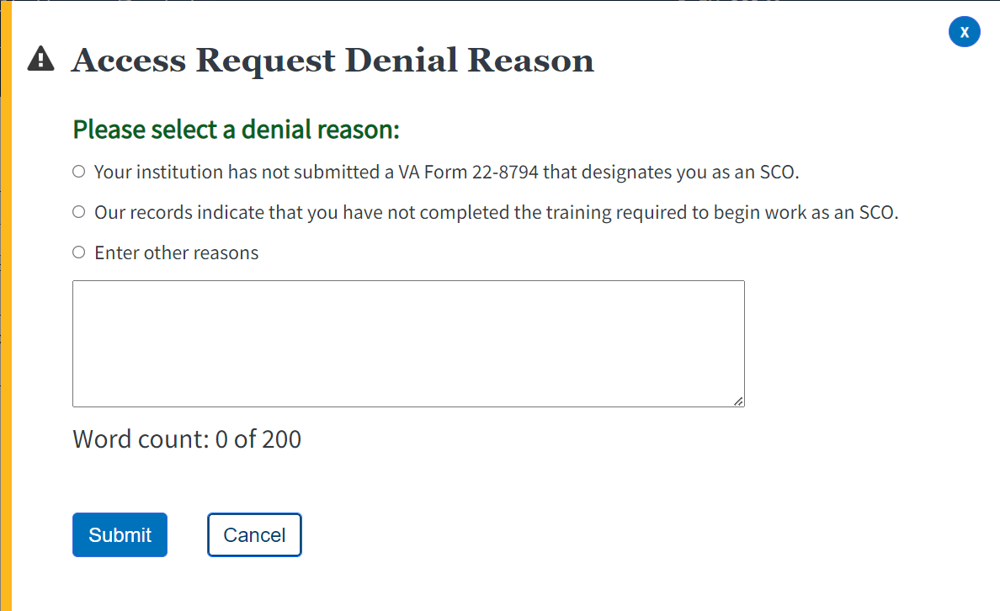 X
Access Request Denial Reason
Please select a denial reason:
Your institution has not submitted a VA Form 22-8794 that designates you as an SCO.
Our records indicate that you have not completed the training required to begin work as an SCO.
Enter other reasons
Word count: 0 of 200
Submit
Cancel